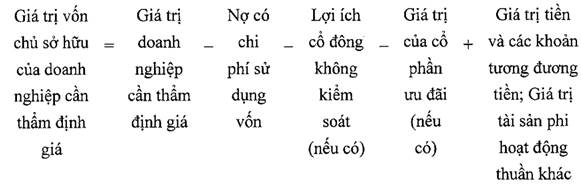 Giá trị vốn chủ sở hữu của doanh nghiệp cần thẩm định giá = Giá trị doanh nghiệp cần thẩm định giá – Nợ có chi phí sử dụng vốn – Lợi ích cổ đông không kiểm soát (nếu có) – Giá trị của cổ phần ưu đãi (nếu có) + Giá trị tiền và các khoản tương đương tiền; Giá trị tài sản phi hoạt động thuần khác